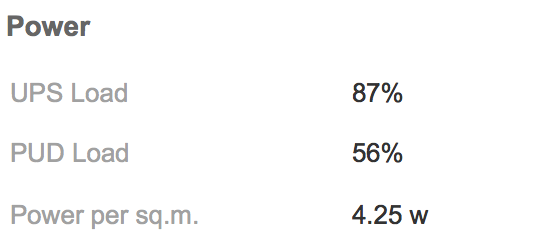 Power
UPS Load 87%
PUD Load 56%
Power per sq.m. 4.25 w